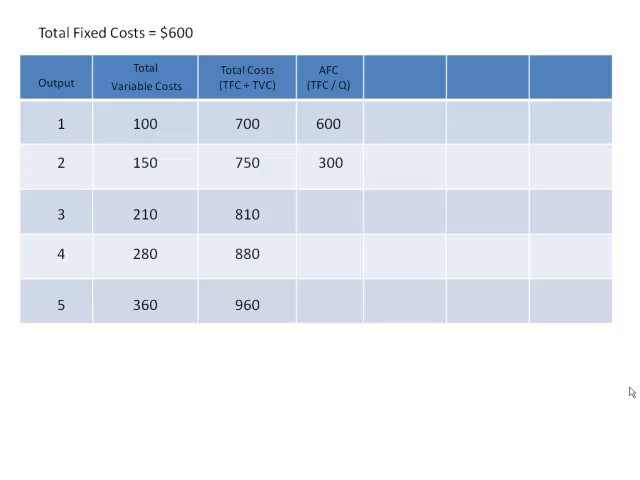 Total Fixed Costs = $600
Output
Total
Variable Costs
Total Costs
(TFC + TVC)
AFC
(TFC / Q)
1 100 700 600
2 150 750 300
3 210 810
4 280 880
5 360 960